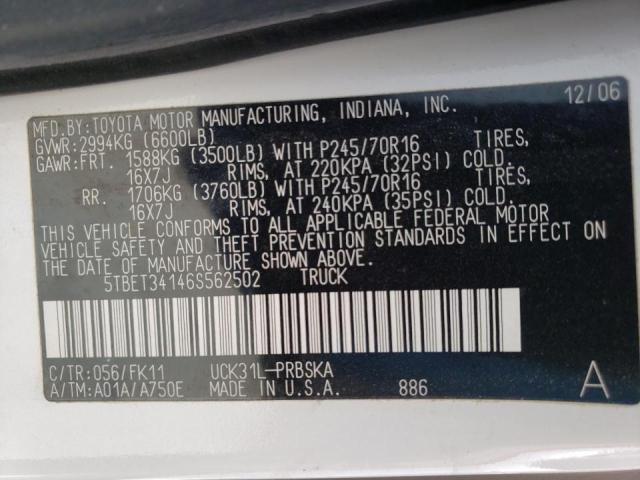 12/06
MFD.BY:TOYOTA MOTOR MANUFACTURING, INDIANA, INC.
GVWR:2994KG (6600LB)
GAWR:FRT. 1588KG (3500LB) WITH P245/70R16 TIRES,
16X7J RIMS, AT 220KPA (32PSI) COLD.
RR. 1706KG (3760LB) WITH P245/70R16 TIRES,
16X7J RIMS, AT 240KPA (35PSI) COLD.
THIS VEHICLE CONFORMS TO ALL APPLICABLE FEDERAL MOTOR
VEHICLE SAFETY AND THEFT PREVENTION STANDARDS IN EFFECT ON
THE DATE OF MANUFACTURE SHOWN ABOVE.
5TBET34146S562502 TRUCK
C/TR:056/FK11 UCK31L-PRBSKA
A/TM:A01A/A750E MADE IN U.S.A. 886 A